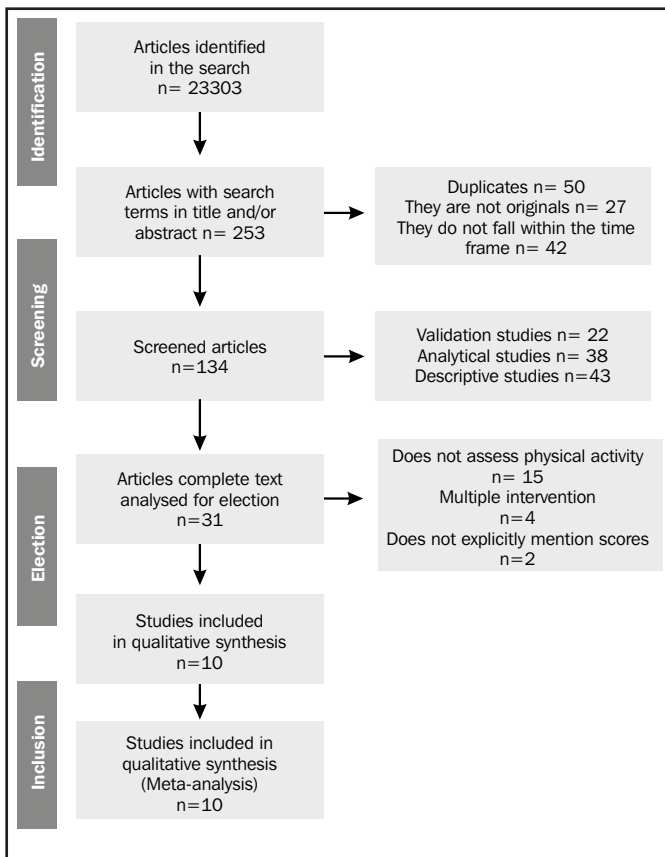 Identification
Articles identified
in the search
n= 23303
Articles with search
terms in title and/or
abstract n= 253
Duplicates n= 50
They are not originals n= 27
They do not fall within the time
frame n= 42
Screening
Screened articles
n=134
Validation studies n= 22
Analytical studies n= 38
Descriptive studies n=43
Election
Articles complete text
analysed for election
n=31
Does not assess physical activity
n= 15
Multiple intervention
n=4
Does not explicitly mention scores
n=2
Studies included
in qualitative synthesis
n=10
Inclusion
Studies included in
qualitative synthesis
(Meta-analysis)
n=10